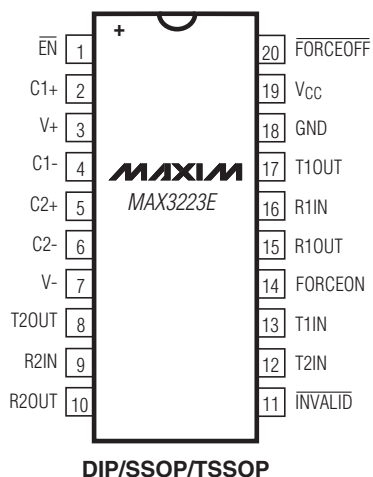 +
EN 1 20 FORCEOFF
C1+ 2 19 VCC
V+ 3 18 GND
C1- 4 17 T1OUT
MAXIM
C2+ 5 16 R1IN
MAX3223E
C2- 6 15 R1OUT
V- 7 14 FORCEON
T2OUT 8 13 T1IN
R2IN 9 12 T2IN
R2OUT 10 11 INVALID
DIP/SSOP/TSSOP